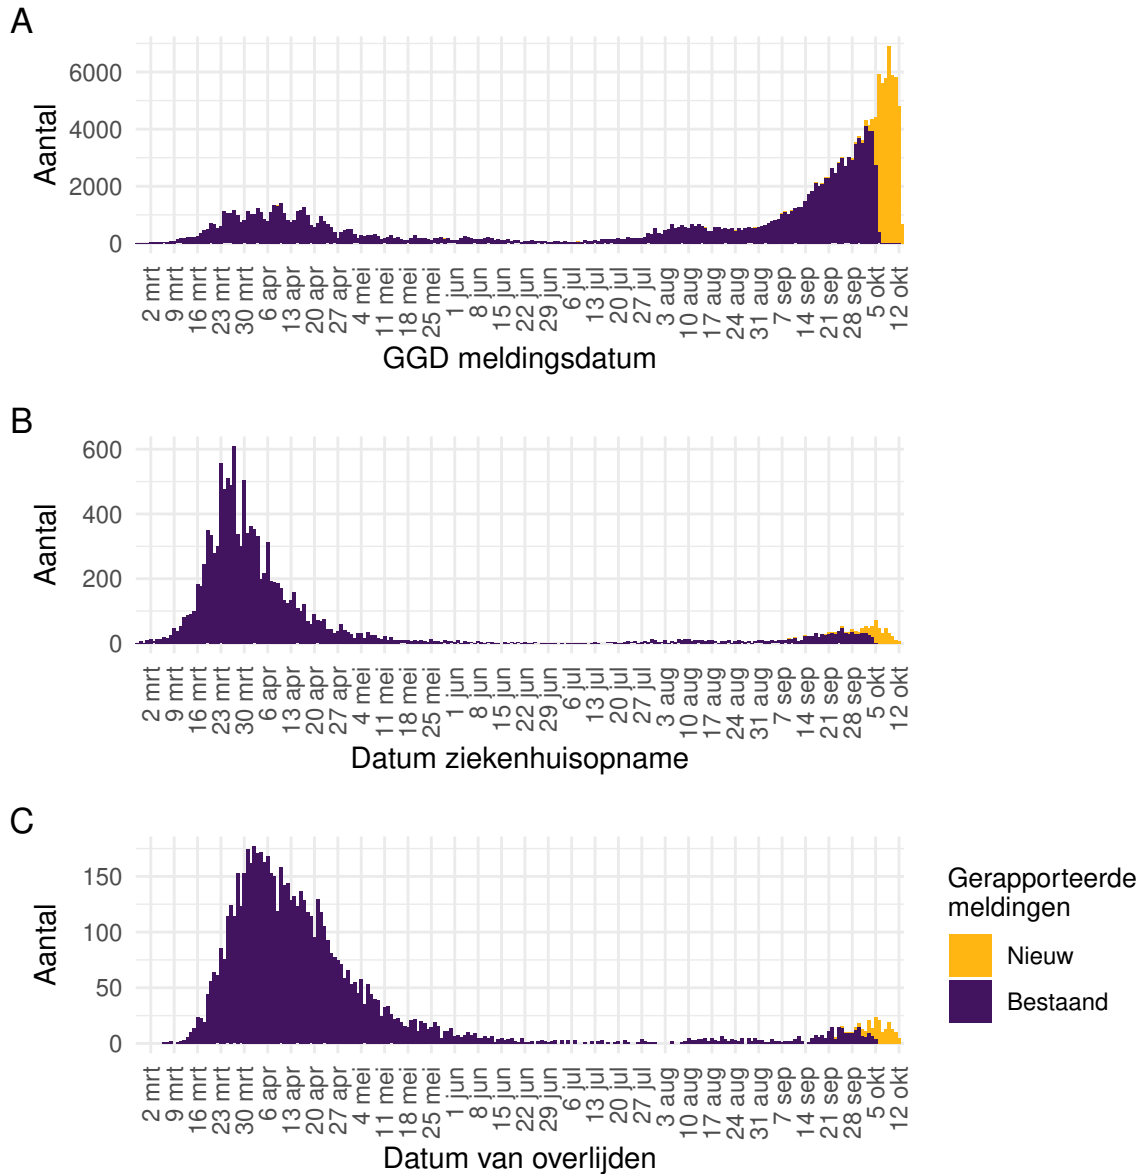 A
6000
4000
2000
0
Aantal
2 mrt
9 mrt
16 mrt
23 mrt
30 mrt
6 apr
13 apr
20 apr
27 apr
4 mei
11 mei
18 mei
25 mei
1 jun
8 jun
15 jun
22 jun
29 jun
6 jul
13 jul
20 jul
27 jul
3 aug
10 aug
17 aug
24 aug
31 aug
7 sep
14 sep
21 sep
28 sep
5 okt
12 okt
GGD meldingsdatum
B
600
400
200
0
Aantal
2 mrt
9 mrt
16 mrt
23 mrt
30 mrt
6 apr
13 apr
20 apr
27 apr
4 mei
11 mei
18 mei
25 mei
1 jun
8 jun
15 jun
22 jun
29 jun
6 jul
13 jul
20 jul
27 jul
3 aug
10 aug
17 aug
24 aug
31 aug
7 sep
14 sep
21 sep
28 sep
5 okt
12 okt
Datum ziekenhuisopname
C
150
100
50
0
Aantal
2 mrt
9 mrt
16 mrt
23 mrt
30 mrt
6 apr
13 apr
20 apr
27 apr
4 mei
11 mei
18 mei
25 mei
1 jun
8 jun
15 jun
22 jun
29 jun
6 jul
13 jul
20 jul
27 jul
3 aug
10 aug
17 aug
24 aug
31 aug
7 sep
14 sep
21 sep
28 sep
5 okt
12 okt
Datum van overlijden
Gerapporteerde
meldingen
Nieuw
Bestaand